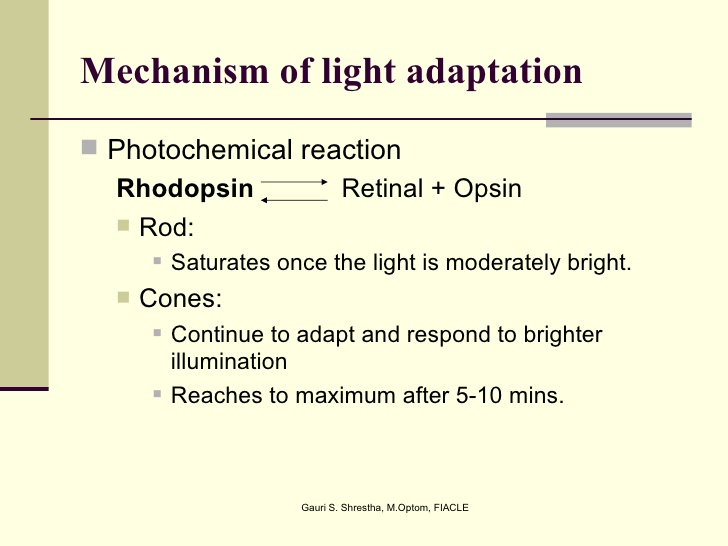 Mechanism of light adaptation
Photochemical reaction
Rhodopsin Retinal + Opsin
Rod:
Saturates once the light is moderately bright.
Cones:
Continue to adapt and respond to brighter
illumination
Reaches to maximum after 5-10 mins.
Gauri S. Shrestha, M.Optom, FIACLE